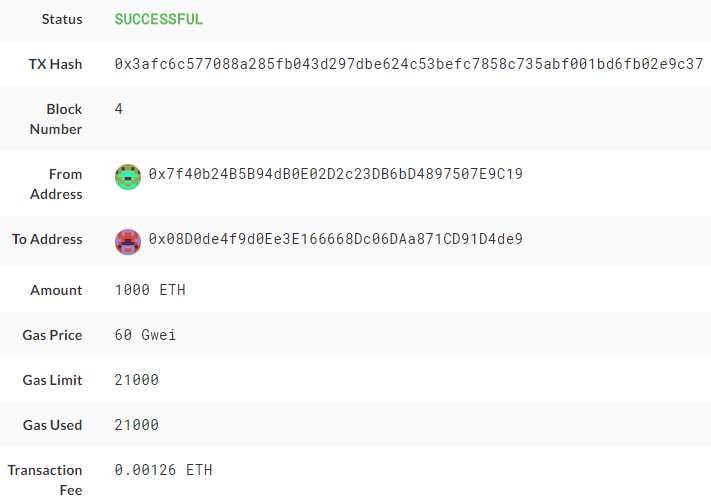 Status SUCCESSFUL
TX Hash 0x3afc6c577088a285fb043d297dbe624c53befc7858c735abf001bd6fb02e9c37
Block
Number 4
From
Address 0x7f40b24B5B94dB0E02D2c23DB6bD4897507E9C19
To Address 0x08D0de4f9d0Ee3E166668Dc06DAa871CD91D4de9
Amount 1000 ETH
Gas Price 60 Gwei
Gas Limit 21000
Gas Used 21000
Transaction
Fee 0.00126 ETH